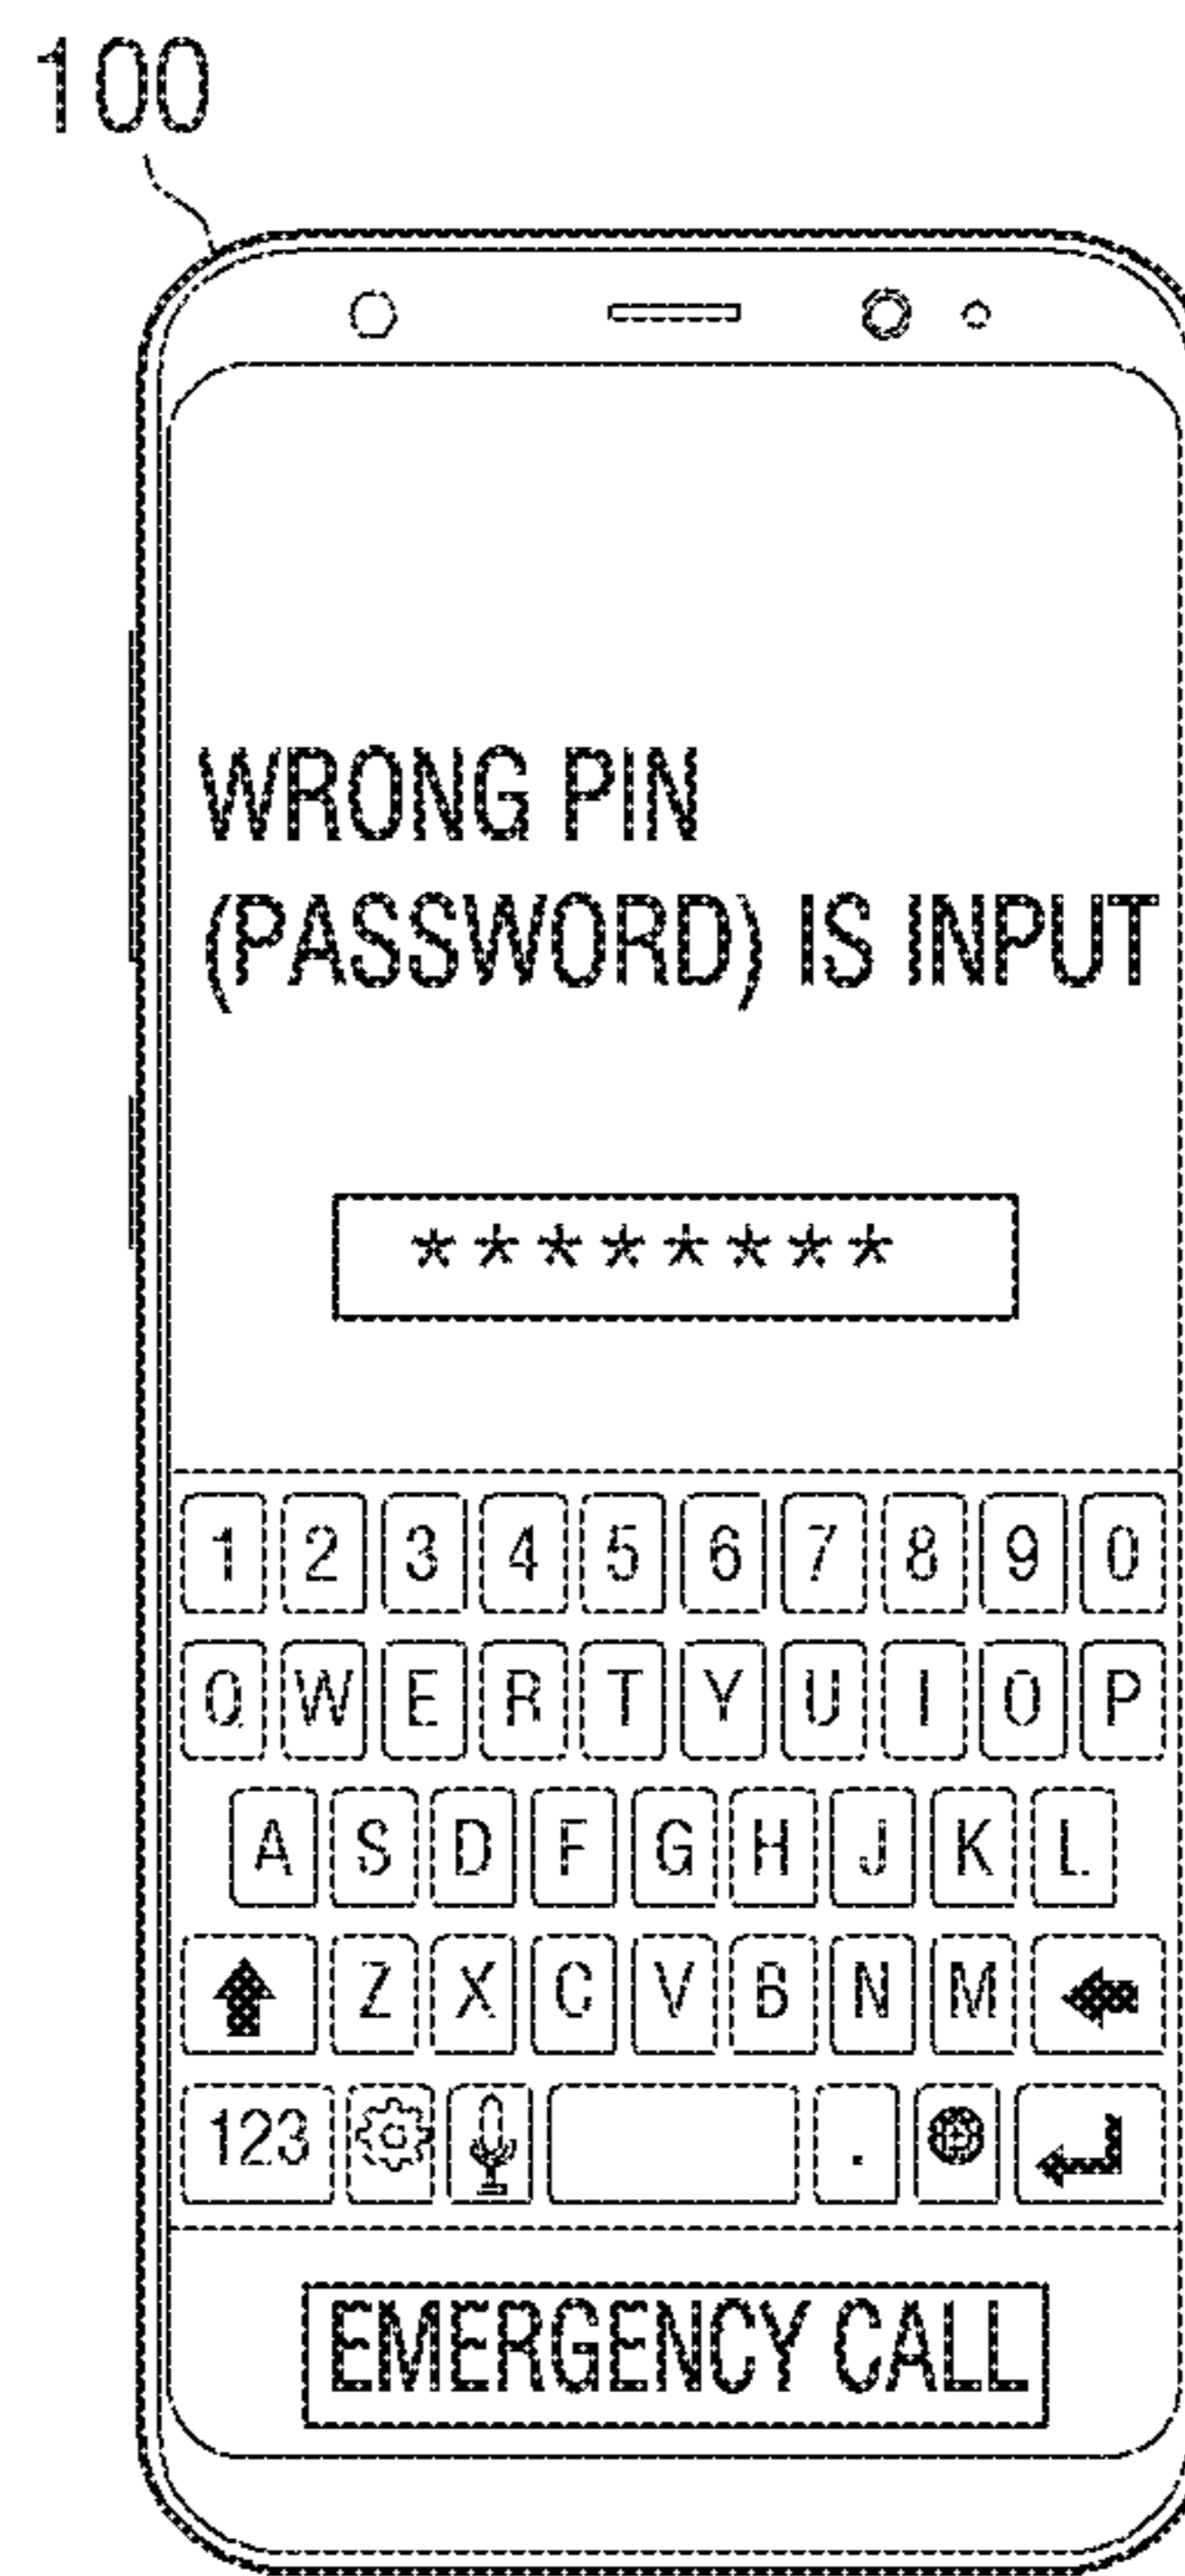 100
WRONG PIN
(PASSWORD) IS INPUT
********
1 2 3 4 5 6 7 8 9 0
Q W E R T Y U I O P
A S D F G H J K L
Z X C V B N M
123 .
EMERGENCY CALL